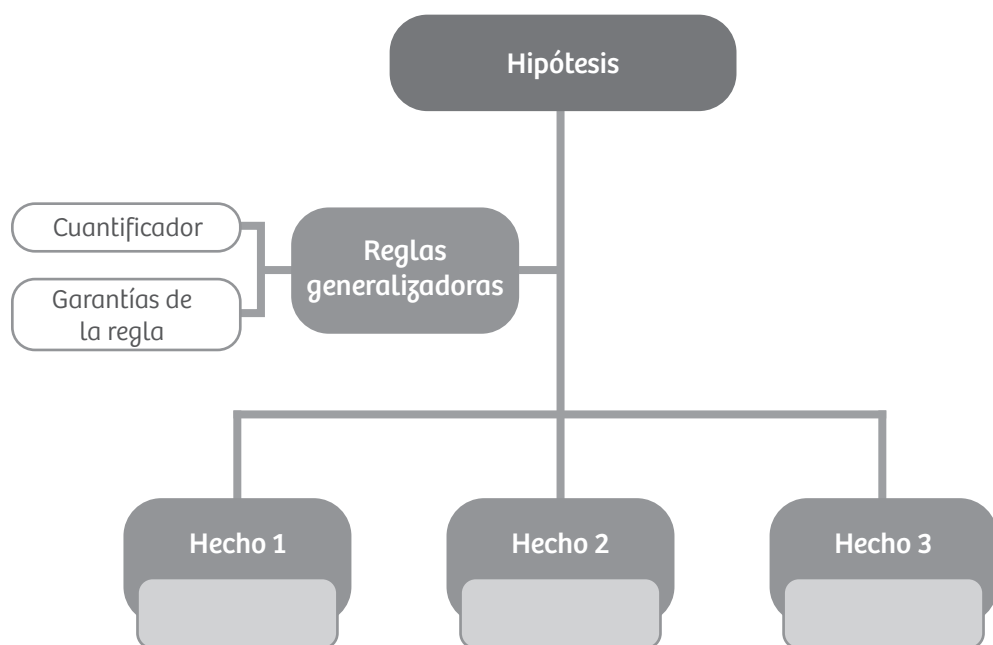 Hipótesis
Cuantificador
Reglas
generalizadoras
Garantías de
la regla
Hecho 1
Hecho 2
Hecho 3